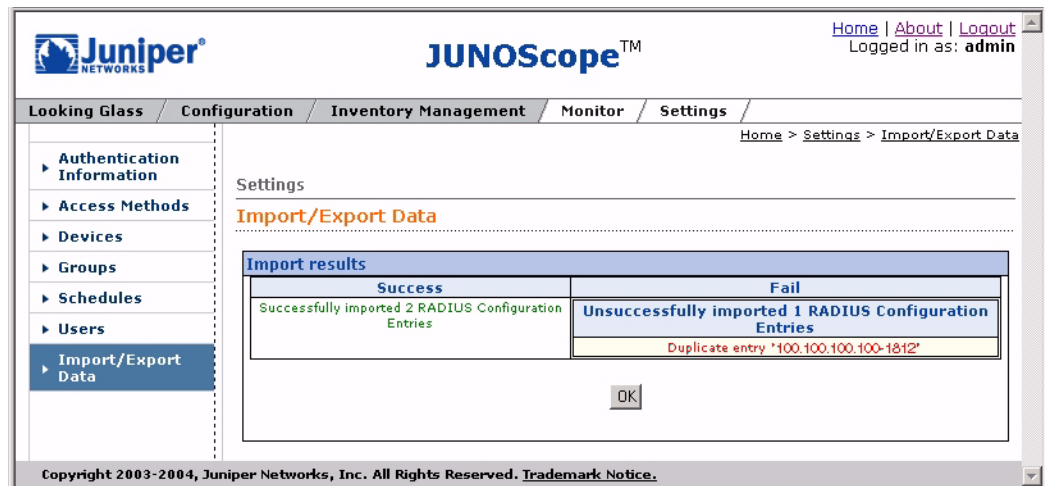 Juniper®
NETWORKS
JUNOScope™
Home | About | Logout
Logged in as: admin
Looking Glass / Configuration / Inventory Management / Monitor / Settings /
Home > Settings > Import/Export Data
Authentication
Information
Access Methods
Devices
Groups
Schedules
Users
Import/Export
Data
Settings
Import/Export Data
Import results
Success
Fail
Successfully imported 2 RADIUS Configuration
Entries
Unsuccessfully imported 1 RADIUS Configuration
Entries
Duplicate entry '100.100.100.100-1812'
OK
Copyright 2003-2004, Juniper Networks, Inc. All Rights Reserved. Trademark Notice.